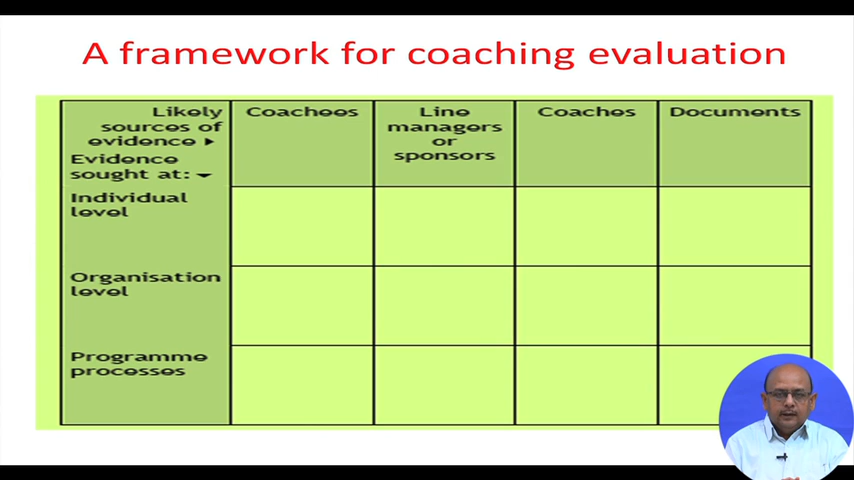 A framework for coaching evaluation
Likely
sources of
evidence ▸
Evidence
sought at: ▾
Coachees
Line
managers
or
sponsors
Coaches
Documents
Individual
level
Organisation
level
Programme
processes